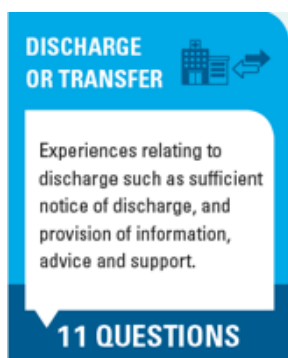 DISCHARGE
OR TRANSFER
Experiences relating to
discharge such as sufficient
notice of discharge, and
provision of information,
advice and support.
11 QUESTIONS